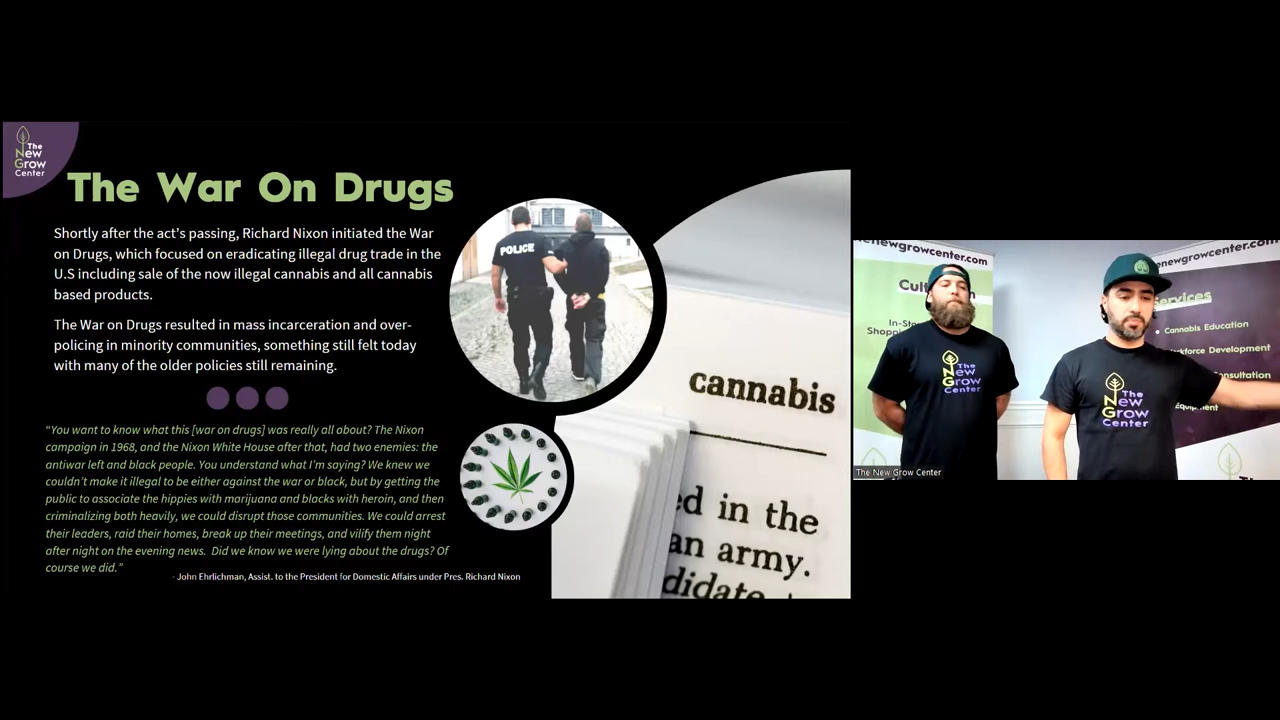 The
New
Grow
Center
The War On Drugs
Shortly after the act's passing, Richard Nixon initiated the War
on Drugs, which focused on eradicating illegal drug trade in the
U.S including sale of the now illegal cannabis and all cannabis
based products.
The War on Drugs resulted in mass incarceration and over-
policing in minority communities, something still felt today
with many of the older policies still remaining.
“You want to know what this [war on drugs] was really all about? The Nixon
campaign in 1968, and the Nixon White House after that, had two enemies: the
antiwar left and black people. You understand what I'm saying? We knew we
couldn't make it illegal to be either against the war or black, but by getting the
public to associate the hippies with marijuana and blacks with heroin, and then
criminalizing both heavily, we could disrupt those communities. We could arrest
their leaders, raid their homes, break up their meetings, and vilify them night
after night on the evening news.  Did we know we were lying about the drugs? Of
course we did.”
- John Ehrlichman, Assist. to the President for Domestic Affairs under Pres. Richard Nixon
POLICE
cannabis
ed in the
an army.
didate
enewgrowcenter.com
Cult
In-Sto
Shoppi
The
New
Grow
Center
The New Grow Center
enewgrowcenter.com
ervices
Cannabis Education
rkforce Development
onsultation
Equipment
The
New
Grow
Center